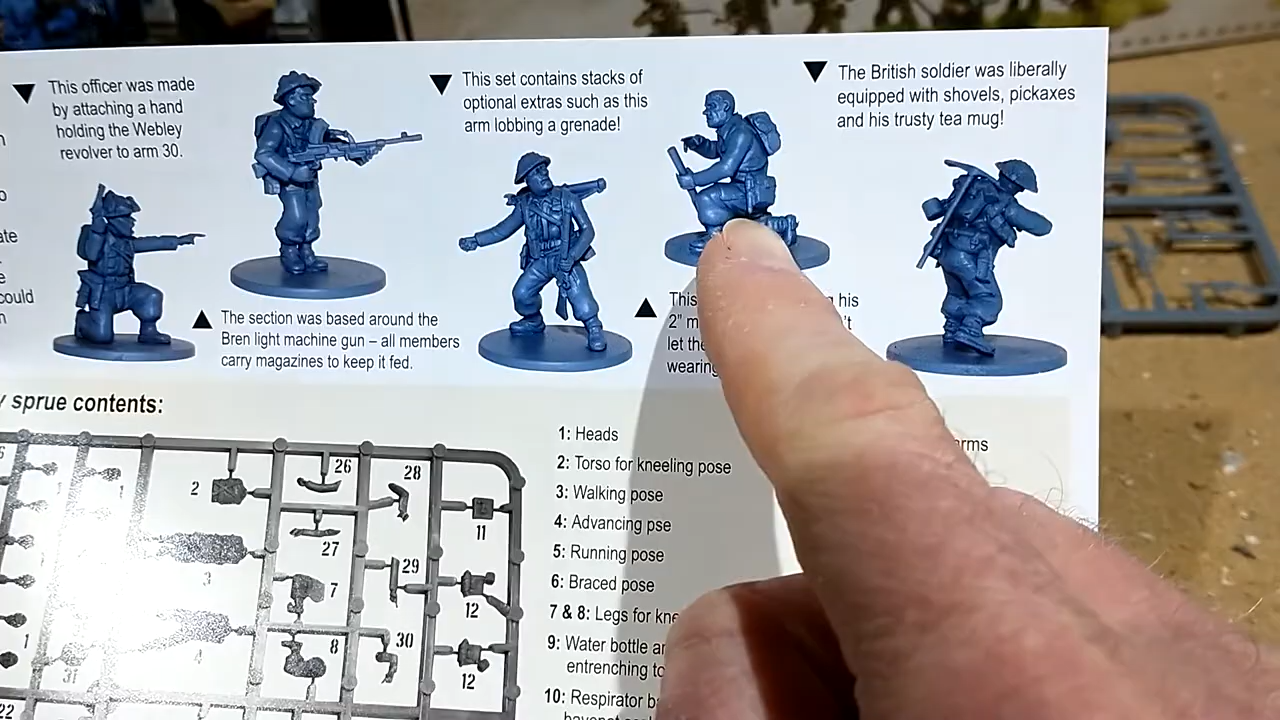 This officer was made
by attaching a hand
holding the Webley
revolver to arm 30.
This set contains stacks of
optional extras such as this
arm lobbing a grenade!
The British soldier was liberally
equipped with shovels, pickaxes
and his trusty tea mug!
ate
could
The section was based around the
Bren light machine gun – all members
carry magazines to keep it fed.
This his
2"
let the
wearing
sprue contents:
1: Heads
2: Torso for kneeling pose
3: Walking pose
4: Advancing pse
5: Running pose
6: Braced pose
7 & 8: Legs for
9: Water bottle
entrenching
10: Respirator
arms
2
26
28
11
27
3
7
29
12
1
31
4
8
30
12
22